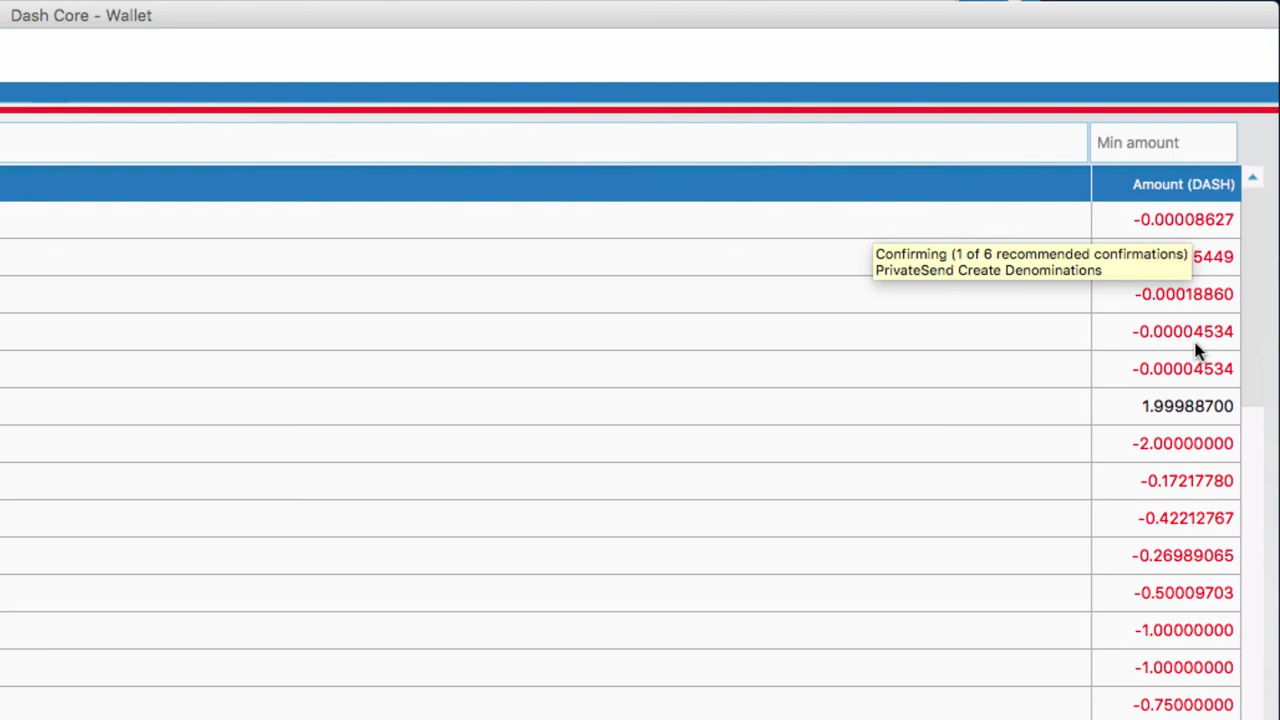 Dash Core - Wallet
Min amount
Amount (DASH)
-0.00008627
Confirming (1 of 6 recommended confirmations)
PrivateSend Create Denominations
5449
-0.00018860
-0.00004534
-0.00004534
1.99988700
-2.00000000
-0.17217780
-0.42212767
-0.26989065
-0.50009703
-1.00000000
-1.00000000
-0.75000000